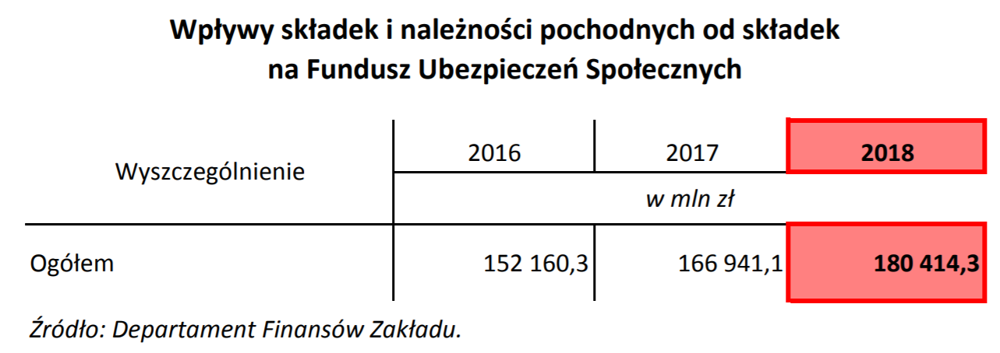 Wpływy składek i należności pochodnych od składek
na Fundusz Ubezpieczeń Społecznych
Wyszczególnienie
2016 2017 2018
w mln zł
Ogółem 152 160,3 166 941,1 180 414,3
Źródło: Departament Finansów Zakładu.